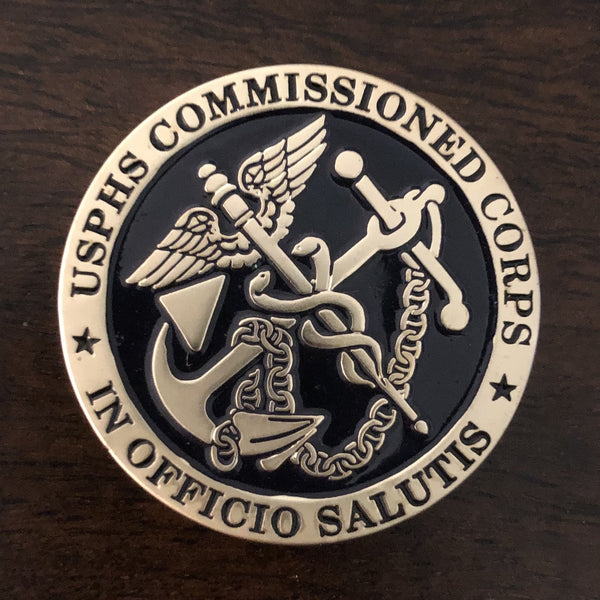 USPHS COMMISSIONED CORPS
IN OFFICIO SALUTIS